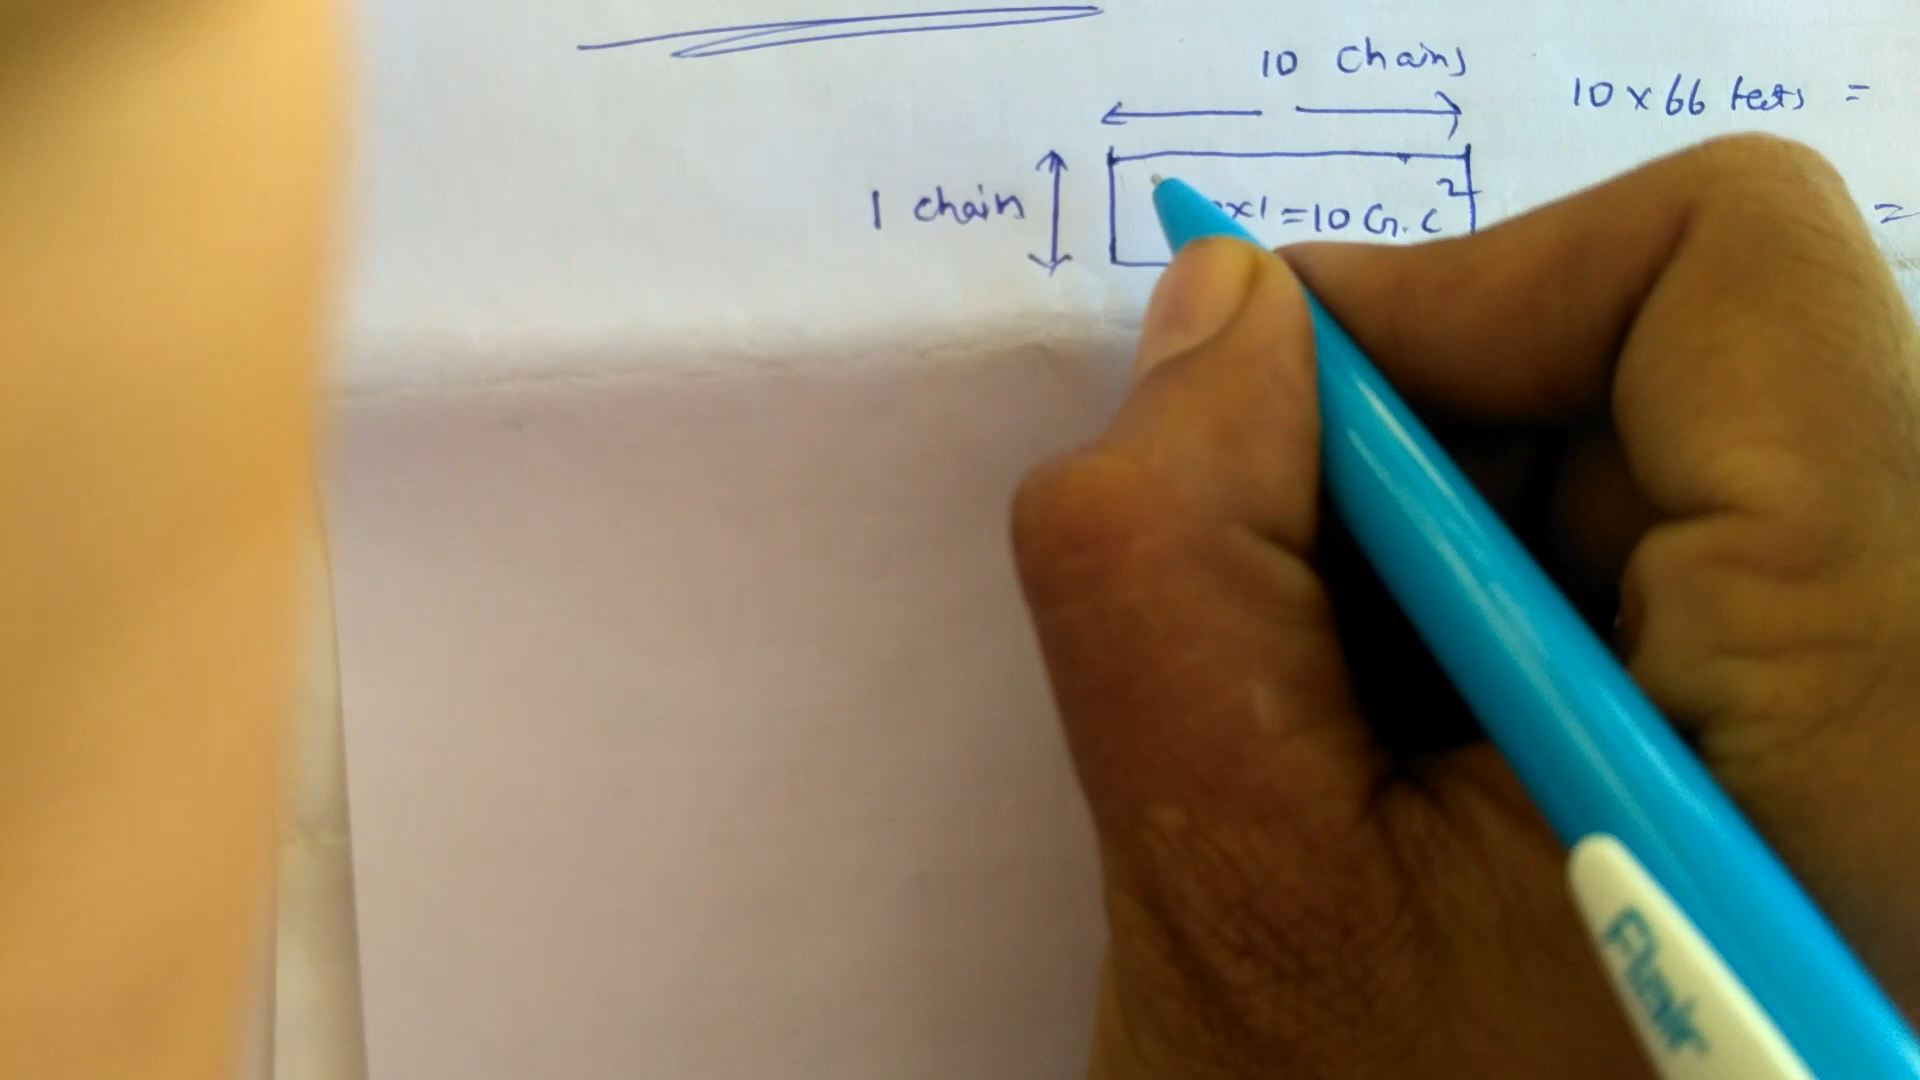 10 chains
10 x 66 feets =
1 chain
x1 = 10 G.C²
=
Flair